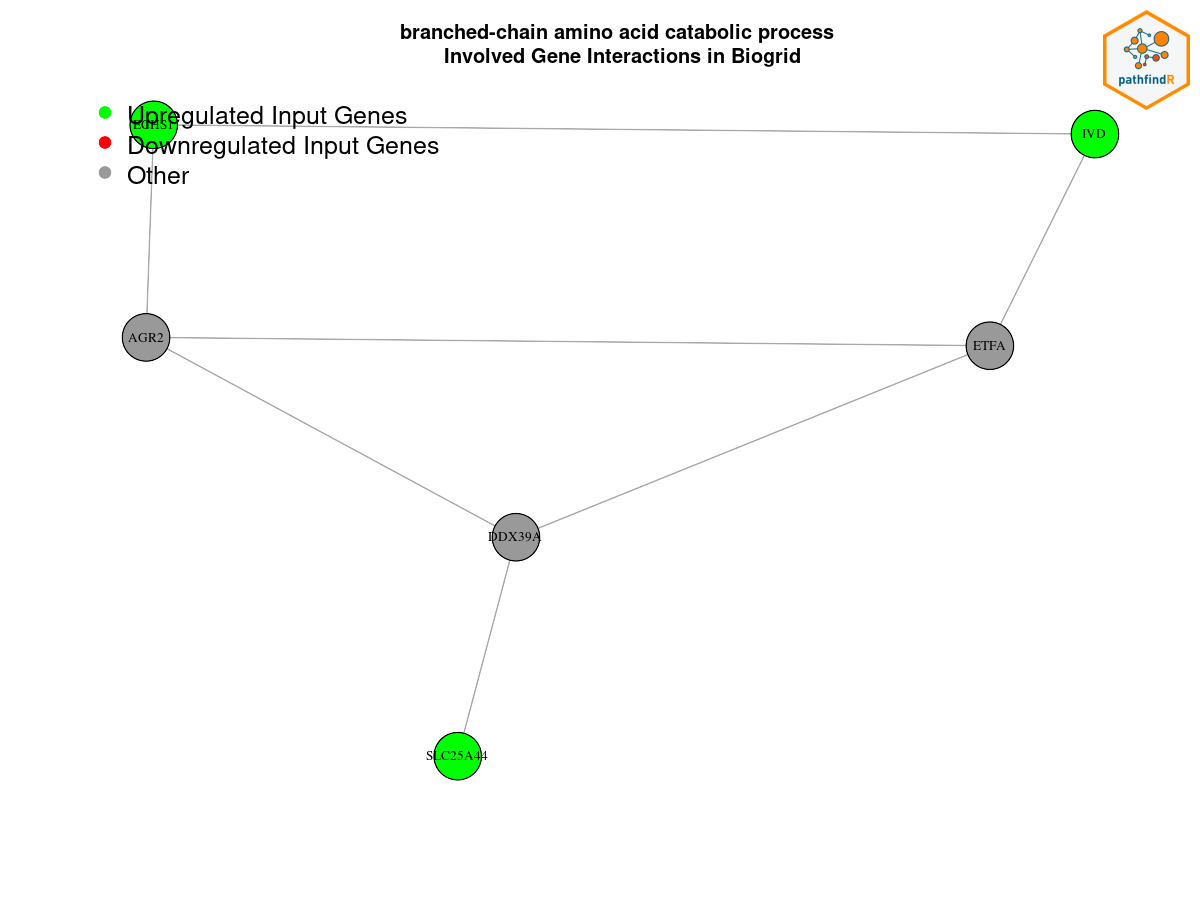 branched-chain amino acid catabolic process
Involved Gene Interactions in Biogrid
pathfindR
Upregulated Input Genes
ECHS1
IVD
Downregulated Input Genes
Other
AGR2
ETFA
DDX39A
SLC25A44